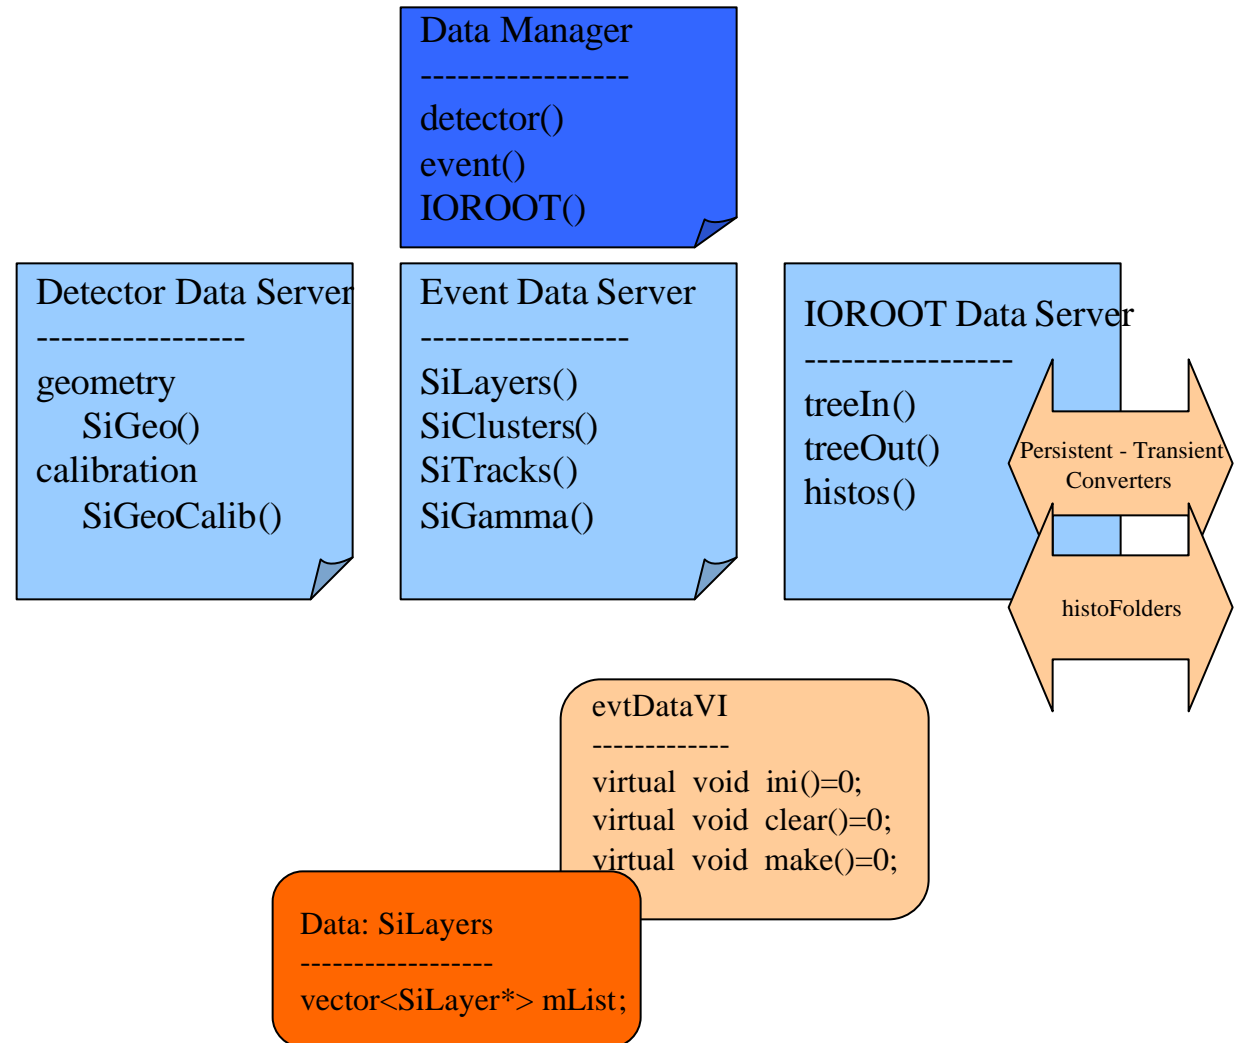 Data Manager
-----------------
detector()
event()
IOROOT()
Detector Data Server
-----------------
geometry
SiGeo()
calibration
SiGeoCalib()
Event Data Server
-----------------
SiLayers()
SiClusters()
SiTracks()
SiGamma()
IOROOT Data Server
-----------------
treeIn()
treeOut()
histos()
Persistent - Transient
Converters
histoFolders
evtDataVI
-------------
virtual void ini()=0;
virtual void clear()=0;
virtual void make()=0;
Data: SiLayers
------------------
vector<SiLayer*> mList;